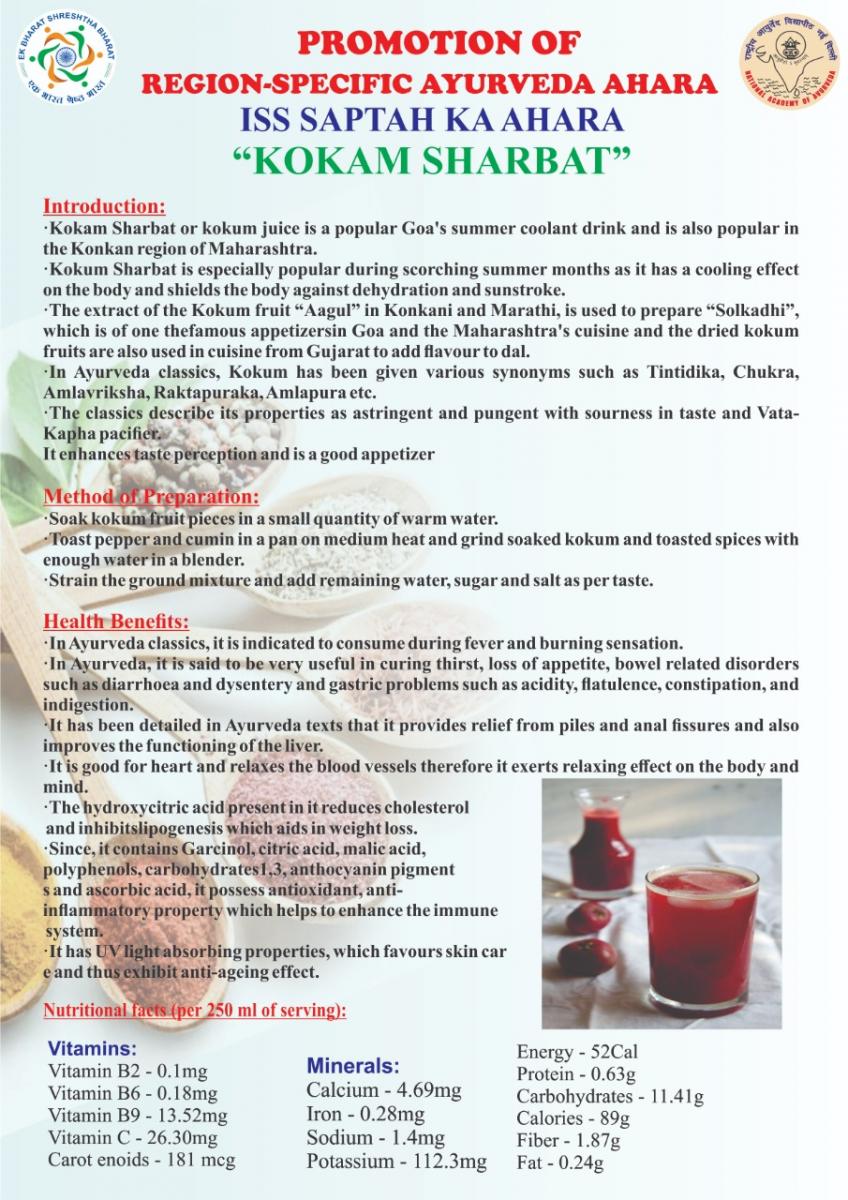 EK BHARAT SHRESHTHA BHARAT
एक भारत श्रेष्ठ भारत
राष्ट्रीय आयुर्वेद विद्यापीठ नई दिल्ली
NATIONAL ACADEMY OF AYURVEDA
PROMOTION OF
REGION-SPECIFIC AYURVEDA AHARA
ISS SAPTAH KA AHARA
“KOKAM SHARBAT”
Introduction:
·Kokam Sharbat or kokum juice is a popular Goa's summer coolant drink and is also popular in
the Konkan region of Maharashtra.
·Kokum Sharbat is especially popular during scorching summer months as it has a cooling effect
on the body and shields the body against dehydration and sunstroke.
·The extract of the Kokum fruit “Aagul” in Konkani and Marathi, is used to prepare “Solkadhi”,
which is of one thefamous appetizersin Goa and the Maharashtra's cuisine and the dried kokum
fruits are also used in cuisine from Gujarat to add flavour to dal.
·In Ayurveda classics, Kokum has been given various synonyms such as Tintidika, Chukra,
Amlavriksha, Raktapuraka, Amlapura etc.
·The classics describe its properties as astringent and pungent with sourness in taste and Vata-
Kapha pacifier.
It enhances taste perception and is a good appetizer
Method of Preparation:
·Soak kokum fruit pieces in a small quantity of warm water.
·Toast pepper and cumin in a pan on medium heat and grind soaked kokum and toasted spices with
enough water in a blender.
·Strain the ground mixture and add remaining water, sugar and salt as per taste.
Health Benefits:
·In Ayurveda classics, it is indicated to consume during fever and burning sensation.
·In Ayurveda, it is said to be very useful in curing thirst, loss of appetite, bowel related disorders
such as diarrhoea and dysentery and gastric problems such as acidity, flatulence, constipation, and
indigestion.
·It has been detailed in Ayurveda texts that it provides relief from piles and anal fissures and also
improves the functioning of the liver.
·It is good for heart and relaxes the blood vessels therefore it exerts relaxing effect on the body and
mind.
·The hydroxycitric acid present in it reduces cholesterol
and inhibitslipogenesis which aids in weight loss.
·Since, it contains Garcinol, citric acid, malic acid,
polyphenols, carbohydrates1,3, anthocyanin pigment
s and ascorbic acid, it possess antioxidant, anti-
inflammatory property which helps to enhance the immune
system.
·It has UV light absorbing properties, which favours skin car
e and thus exhibit anti-ageing effect.
Nutritional facts (per 250 ml of serving):
Vitamins:
Vitamin B2 - 0.1mg
Vitamin B6 - 0.18mg
Vitamin B9 - 13.52mg
Vitamin C - 26.30mg
Carot enoids - 181 mcg
Minerals:
Calcium - 4.69mg
Iron - 0.28mg
Sodium - 1.4mg
Potassium - 112.3mg
Energy - 52Cal
Protein - 0.63g
Carbohydrates - 11.41g
Calories - 89g
Fiber - 1.87g
Fat - 0.24g